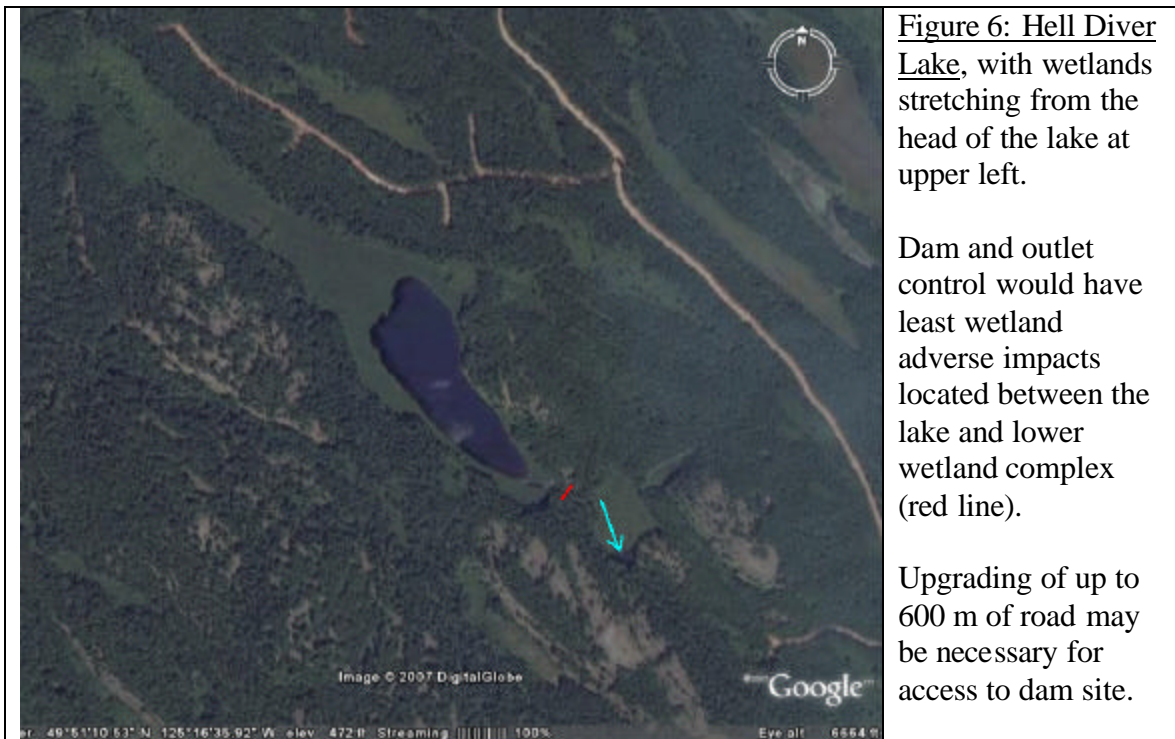 N
Figure 6: Hell Diver
Lake, with wetlands
stretching from the
head of the lake at
upper left.
Dam and outlet
control would have
least wetland
adverse impacts
located between the
lake and lower
wetland complex
(red line).
Upgrading of up to
600 m of road may
be necessary for
access to dam site.
Image © 2007 DigitalGlobe
Google
49°51'10.53" N 125°16'35.92" W elev 472 ft Streaming ||||||||| 100% Eye alt 6664 ft